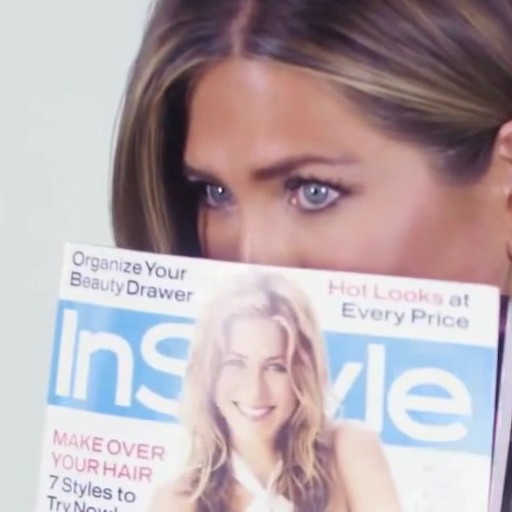 Organize Your
Beauty Drawer
Hot Looks at
Every Price
InStyle
MAKE OVER
YOUR HAIR
7 Styles to
Try Now!